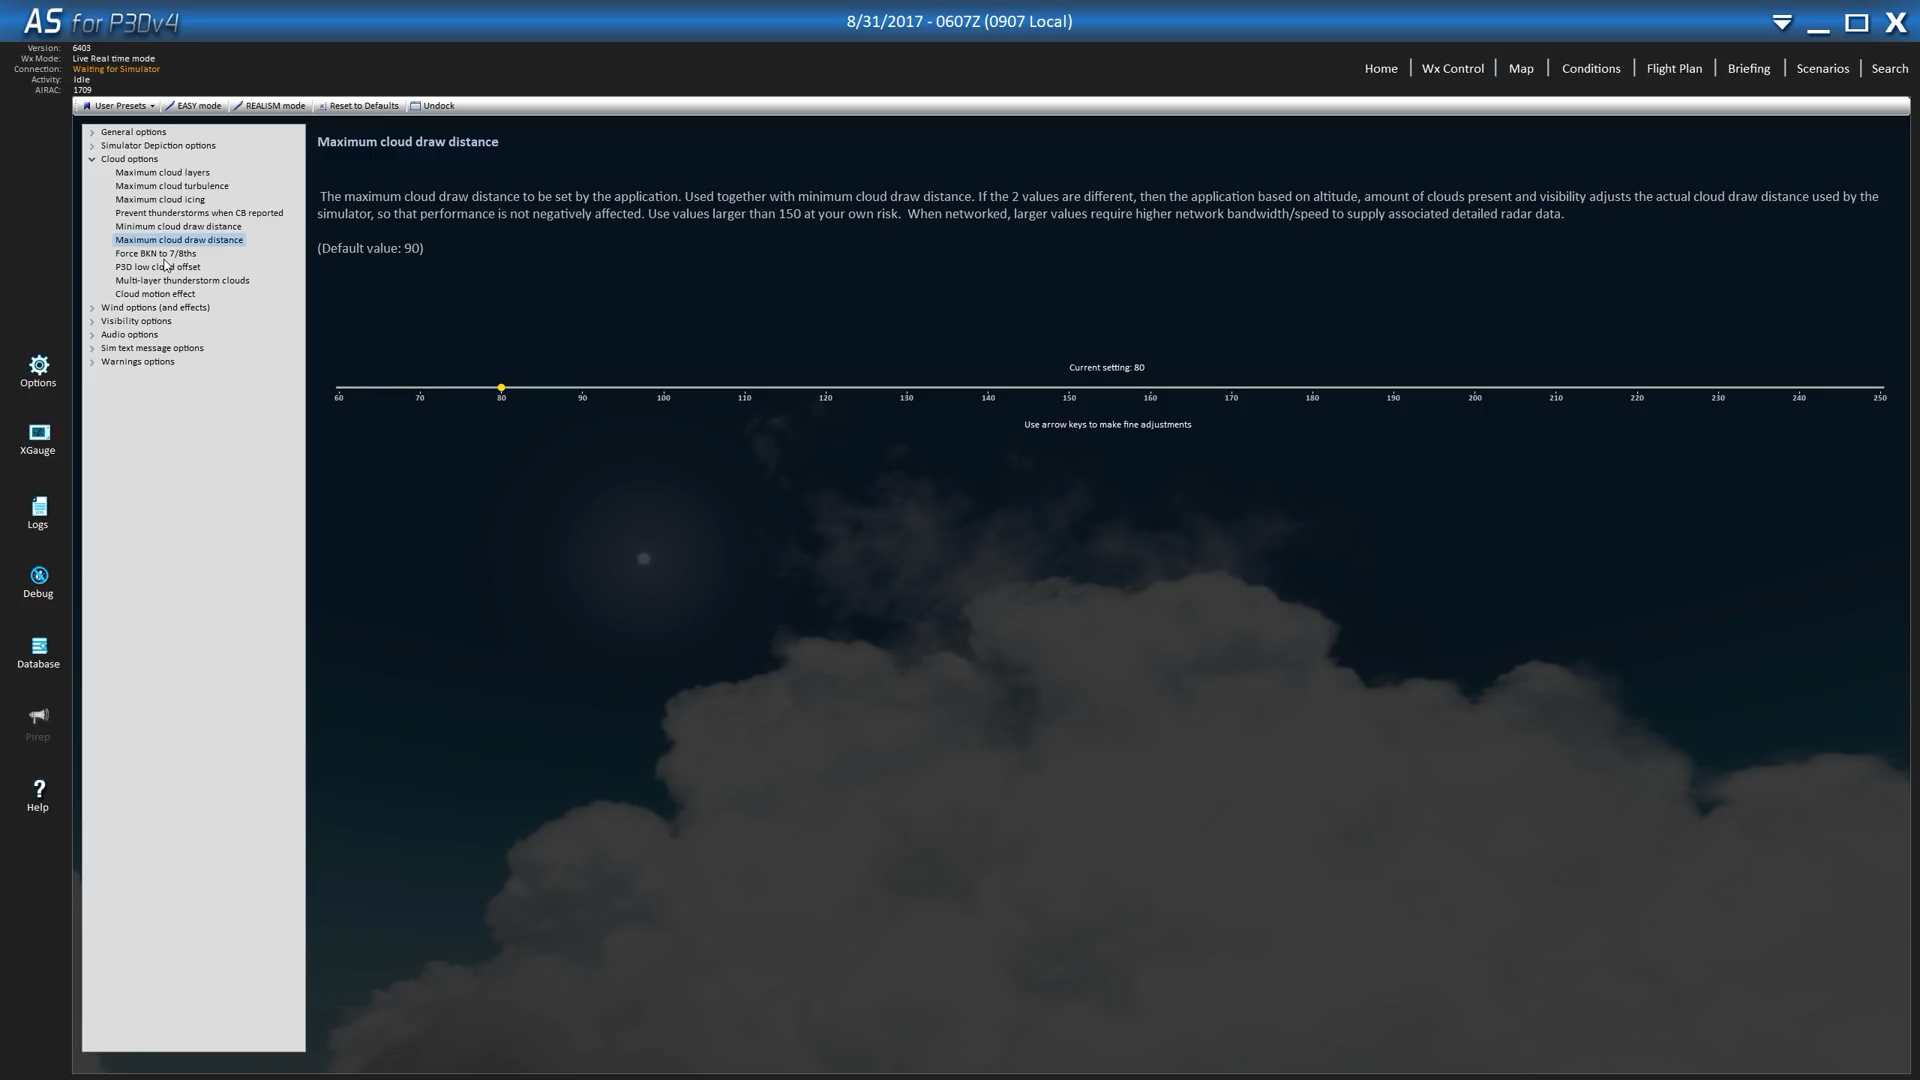 AS for P3Dv4
8/31/2017 - 0607Z (0907 Local)
X
Version: 6403
Wx Mode: Live Real time mode
Connection: Waiting for Simulator
Activity: Idle
AIRAC: 1709
Home | Wx Control | Map | Conditions | Flight Plan | Briefing | Scenarios | Search
User Presets EASY mode REALISM mode Reset to Defaults Undock
General options
Simulator Depiction options
Cloud options
Maximum cloud layers
Maximum cloud turbulence
Maximum cloud icing
Prevent thunderstorms when CB reported
Minimum cloud draw distance
Maximum cloud draw distance
Force BKN to 7/8ths
P3D low cloud offset
Multi-layer thunderstorm clouds
Cloud motion effect
Wind options (and effects)
Visibility options
Audio options
Sim text message options
Warnings options
Maximum cloud draw distance
The maximum cloud draw distance to be set by the application. Used together with minimum cloud draw distance. If the 2 values are different, then the application based on altitude, amount of clouds present and visibility adjusts the actual cloud draw distance used by the
simulator, so that performance is not negatively affected. Use values larger than 150 at your own risk. When networked, larger values require higher network bandwidth/speed to supply associated detailed radar data.
(Default value: 90)
Current setting: 80
60 70 80 90 100 110 120 130 140 150 160 170 180 190 200 210 220 230 240 250
Use arrow keys to make fine adjustments
Options
XGauge
Logs
Debug
Database
Pirep
?
Help